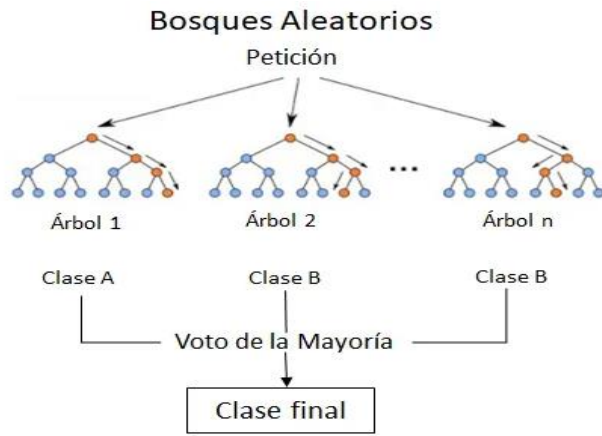 Bosques Aleatorios
Petición
...
Árbol 1 Árbol 2 Árbol n
Clase A Clase B Clase B
Voto de la Mayoría
Clase final